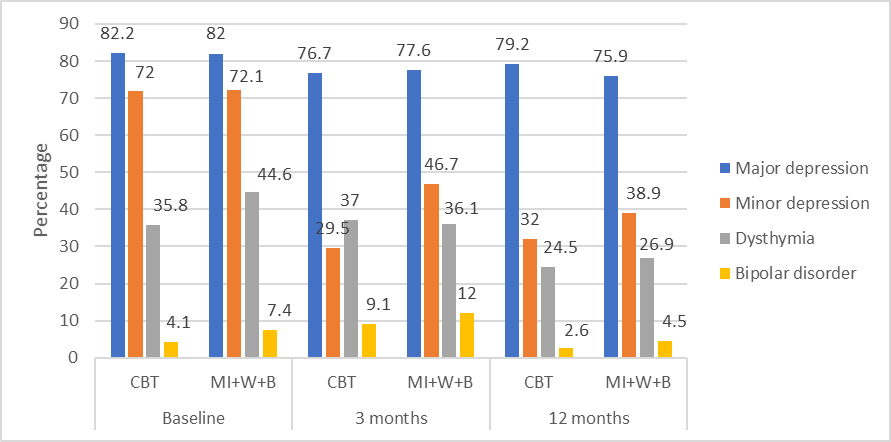 90
80
70
60
50
40
30
20
10
0
Percentage
82.2
72
35.8
4.1
82
72.1
44.6
7.4
76.7
29.5
37
9.1
77.6
46.7
36.1
12
79.2
32
24.5
2.6
75.9
38.9
26.9
4.5
CBT
MI+W+B
CBT
MI+W+B
CBT
MI+W+B
Baseline
3 months
12 months
Major depression
Minor depression
Dysthymia
Bipolar disorder